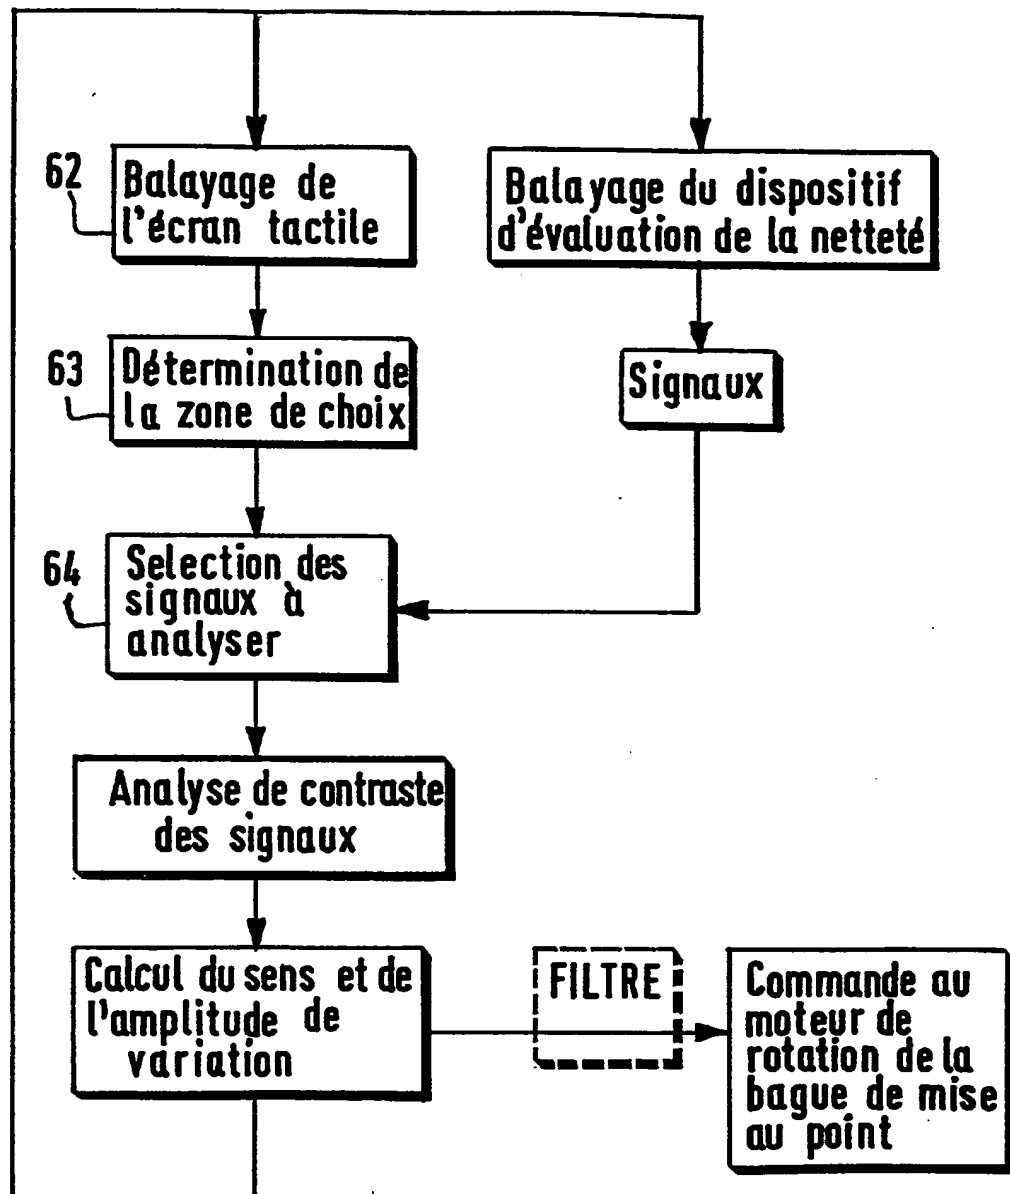 62
Balayage de
l'écran tactile
Balayage du dispositif
d'évaluation de la netteté
63
Détermination de
la zone de choix
Signaux
64
Selection des
signaux à
analyser
Analyse de contraste
des signaux
Calcul du sens et de
l'amplitude de
variation
FILTRE
Commande au
moteur de
rotation de la
bague de mise
au point